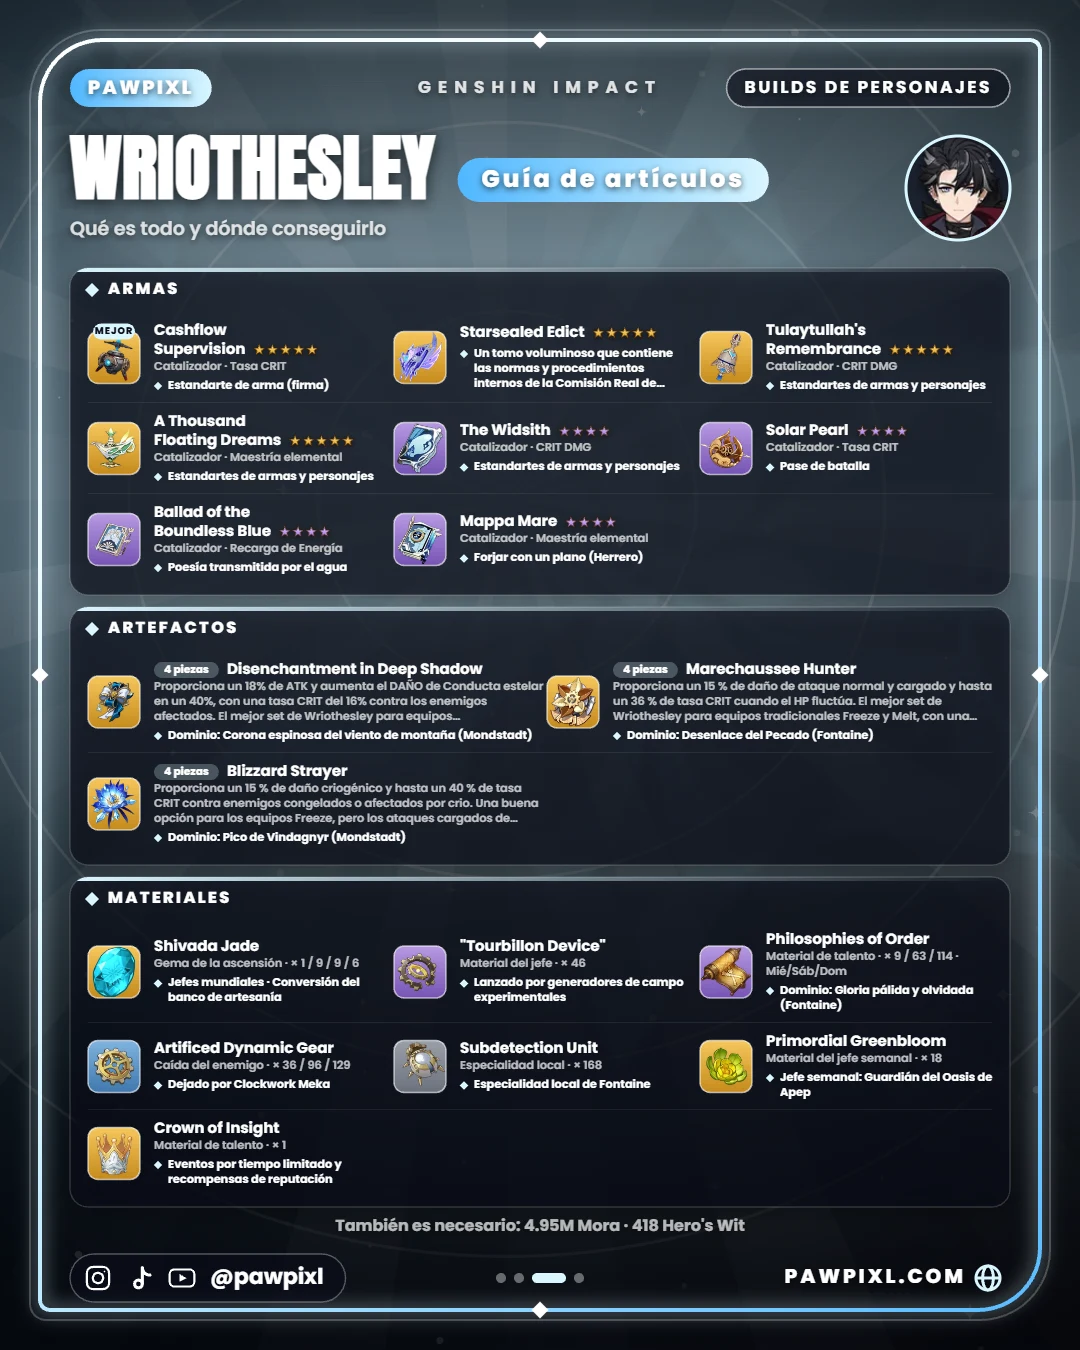 PAWPIXL
GENSHIN IMPACT
BUILDS DE PERSONAJES
WRIOTHESLEY
Guía de artículos
Qué es todo y dónde conseguirlo
ARMAS
MEJOR
Cashflow
Supervision ★★★★★
Catalizador · Tasa CRIT
Estandarte de arma (firma)
Starsealed Edict ★★★★★
Un tomo voluminoso que contiene
las normas y procedimientos
internos de la Comisión Real de...
Tulaytullah's
Remembrance ★★★★★
Catalizador · CRIT DMG
Estandartes de armas y personajes
A Thousand
Floating Dreams ★★★★★
Catalizador · Maestría elemental
Estandartes de armas y personajes
The Widsith ★★★★
Catalizador · CRIT DMG
Estandartes de armas y personajes
Solar Pearl ★★★★
Catalizador · Tasa CRIT
Pase de batalla
Ballad of the
Boundless Blue ★★★★
Catalizador · Recarga de Energía
Poesía transmitida por el agua
Mappa Mare ★★★★
Catalizador · Maestría elemental
Forjar con un plano (Herrero)
ARTEFACTOS
4 piezas Disenchantment in Deep Shadow
Proporciona un 18% de ATK y aumenta el DAÑO de Conducta estelar
en un 40%, con una tasa CRIT del 16% contra los enemigos
afectados. El mejor set de Wriothesley para equipos...
Dominio: Corona espinosa del viento de montaña (Mondstadt)
4 piezas Marechaussee Hunter
Proporciona un 15 % de daño de ataque normal y cargado y hasta
un 36 % de tasa CRIT cuando el HP fluctúa. El mejor set de
Wriothesley para equipos tradicionales Freeze y Melt, con una...
Dominio: Desenlace del Pecado (Fontaine)
4 piezas Blizzard Strayer
Proporciona un 15 % de daño criogénico y hasta un 40 % de tasa
CRIT contra enemigos congelados o afectados por crio. Una buena
opción para los equipos Freeze, pero los ataques cargados de...
Dominio: Pico de Vindagnyr (Mondstadt)
MATERIALES
Shivada Jade
Gema de la ascensión · × 1 / 9 / 9 / 6
Jefes mundiales · Conversión del
banco de artesanía
"Tourbillon Device"
Material del jefe · × 46
Lanzado por generadores de campo
experimentales
Philosophies of Order
Material de talento · × 9 / 63 / 114 ·
Mié/Sáb/Dom
Dominio: Gloria pálida y olvidada
(Fontaine)
Artificed Dynamic Gear
Caída del enemigo · × 36 / 96 / 129
Dejado por Clockwork Meka
Subdetection Unit
Especialidad local · × 168
Especialidad local de Fontaine
Primordial Greenbloom
Material del jefe semanal · × 18
Jefe semanal: Guardián del Oasis de
Apep
Crown of Insight
Material de talento · × 1
Eventos por tiempo limitado y
recompensas de reputación
También es necesario: 4.95M Mora · 418 Hero's Wit
@pawpixl
PAWPIXL.COM